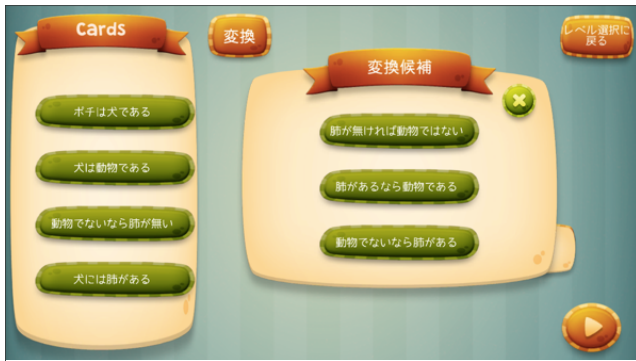 Cards
ポチは犬である
犬は動物である
動物でないなら肺が無い
犬には肺がある
変換
変換候補
肺が無ければ動物ではない
肺があるなら動物である
動物でないなら肺がある
レベル選択に
戻る